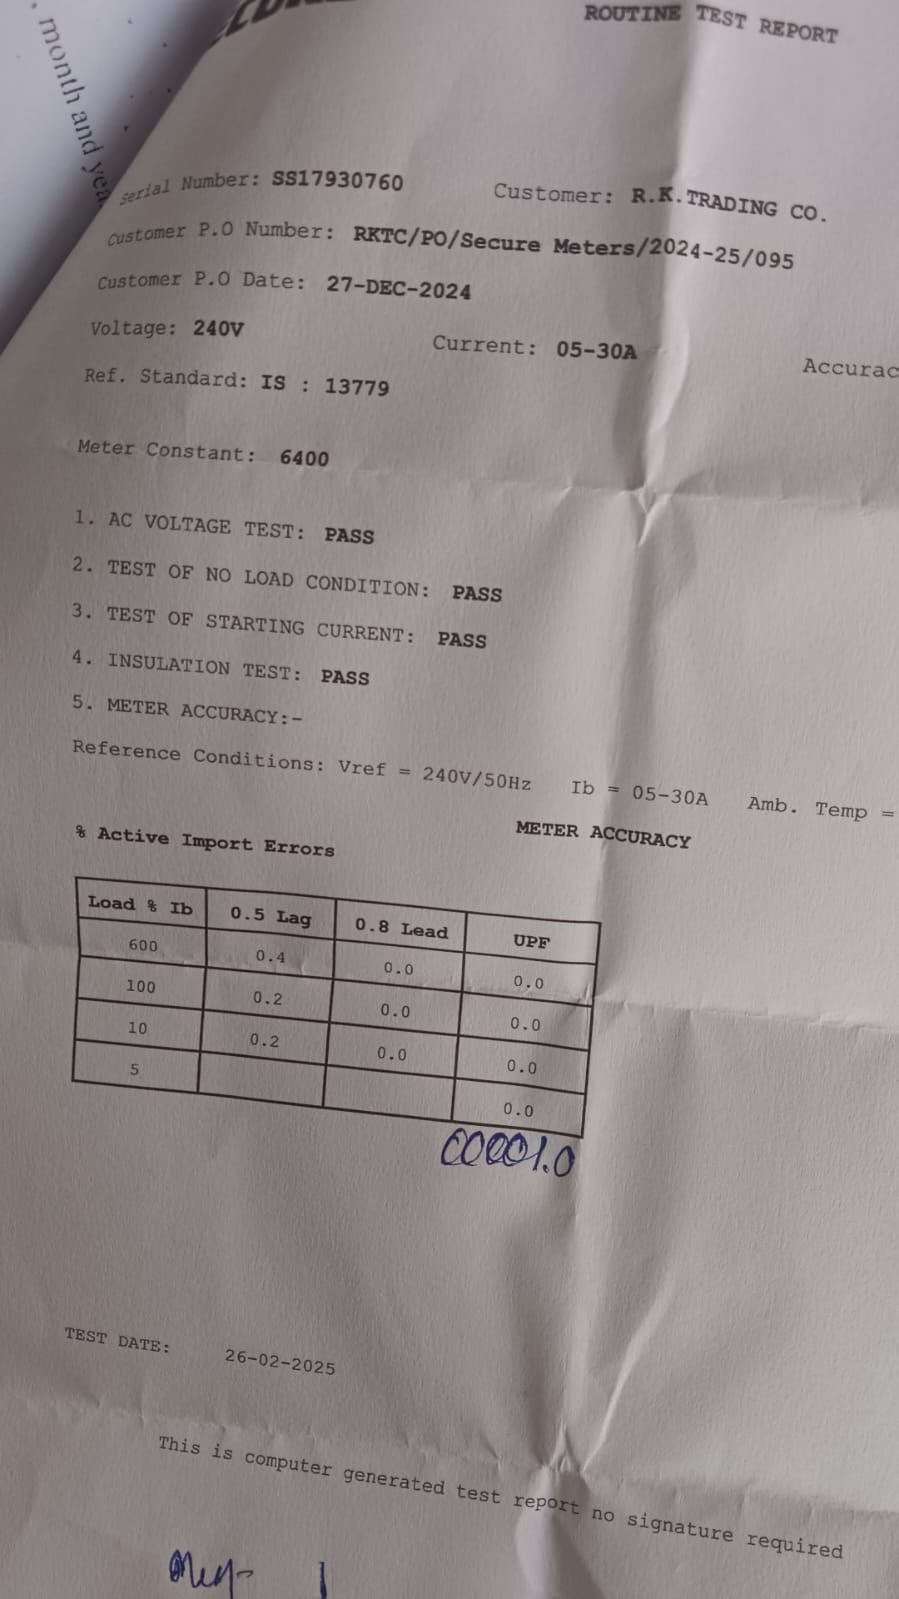 month and yea
ROUTINE TEST REPORT
Serial Number: SS17930760 Customer: R.K.TRADING CO.
Customer P.O Number: RKTC/PO/Secure Meters/2024-25/095
Customer P.O Date: 27-DEC-2024
Voltage: 240V Current: 05-30A Accurac
Ref. Standard: IS : 13779
Meter Constant: 6400
1. AC VOLTAGE TEST: PASS
2. TEST OF NO LOAD CONDITION: PASS
3. TEST OF STARTING CURRENT: PASS
4. INSULATION TEST: PASS
5. METER ACCURACY:-
Reference Conditions: Vref = 240V/50Hz Ib = 05-30A Amb. Temp =
METER ACCURACY
% Active Import Errors
Load % Ib 0.5 Lag 0.8 Lead UPF
600 0.4 0.0 0.0
100 0.2 0.0 0.0
10 0.2 0.0 0.0
5 0.0
00001.0
TEST DATE: 26-02-2025
This is computer generated test report no signature required